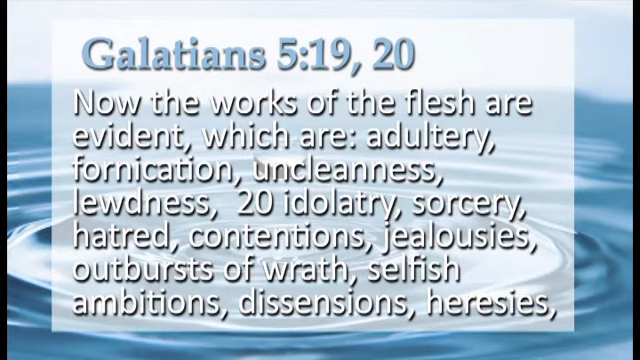 Galatians 5:19, 20
Now the works of the flesh are
evident, which are: adultery,
fornication, uncleanness,
lewdness, 20 idolatry, sorcery,
hatred, contentions, jealousies,
outbursts of wrath, selfish
ambitions, dissensions, heresies,